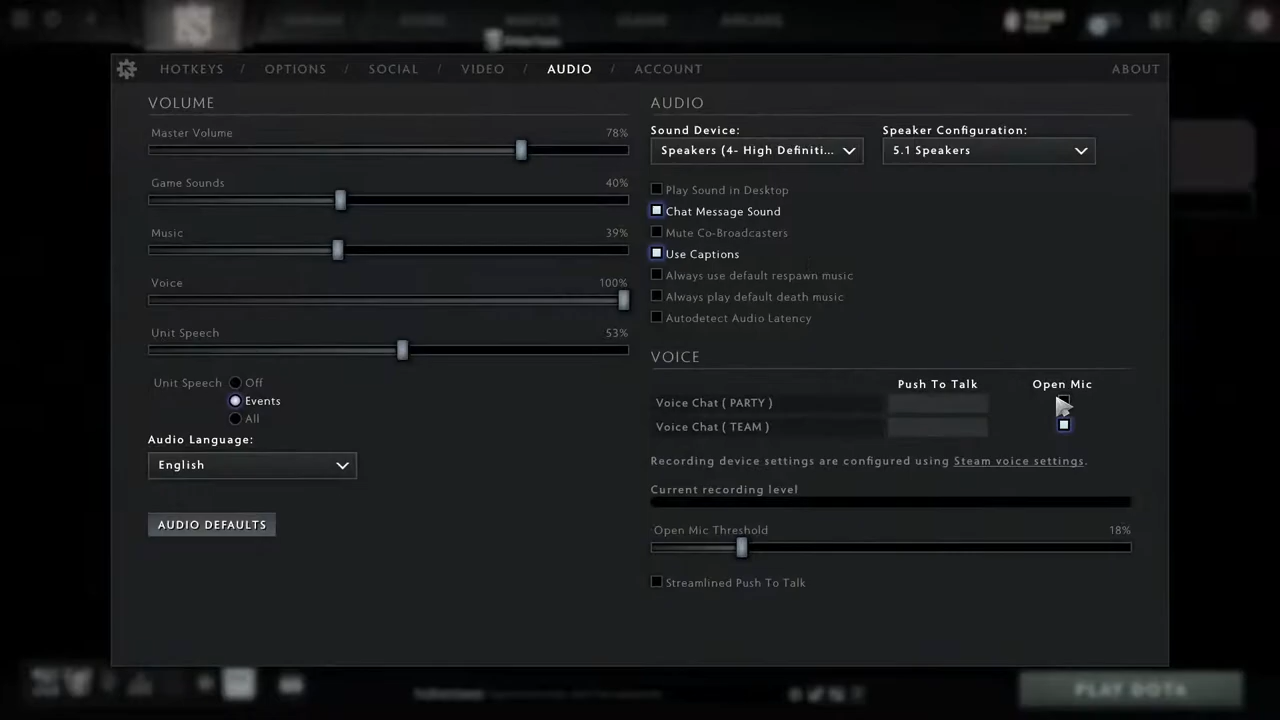 HOTKEYS / OPTIONS / SOCIAL / VIDEO / AUDIO / ACCOUNT ABOUT
VOLUME
Master Volume 78%
Game Sounds 40%
Music 39%
Voice 100%
Unit Speech 53%
Unit Speech Off
Events
All
Audio Language:
English
AUDIO DEFAULTS
AUDIO
Sound Device: Speaker Configuration:
Speakers (4- High Definiti... 5.1 Speakers
Play Sound in Desktop
Chat Message Sound
Mute Co-Broadcasters
Use Captions
Always use default respawn music
Always play default death music
Autodetect Audio Latency
VOICE
Push To Talk Open Mic
Voice Chat ( PARTY )
Voice Chat ( TEAM )
Recording device settings are configured using Steam voice settings.
Current recording level
Open Mic Threshold 18%
Streamlined Push To Talk
PLAY DOTA